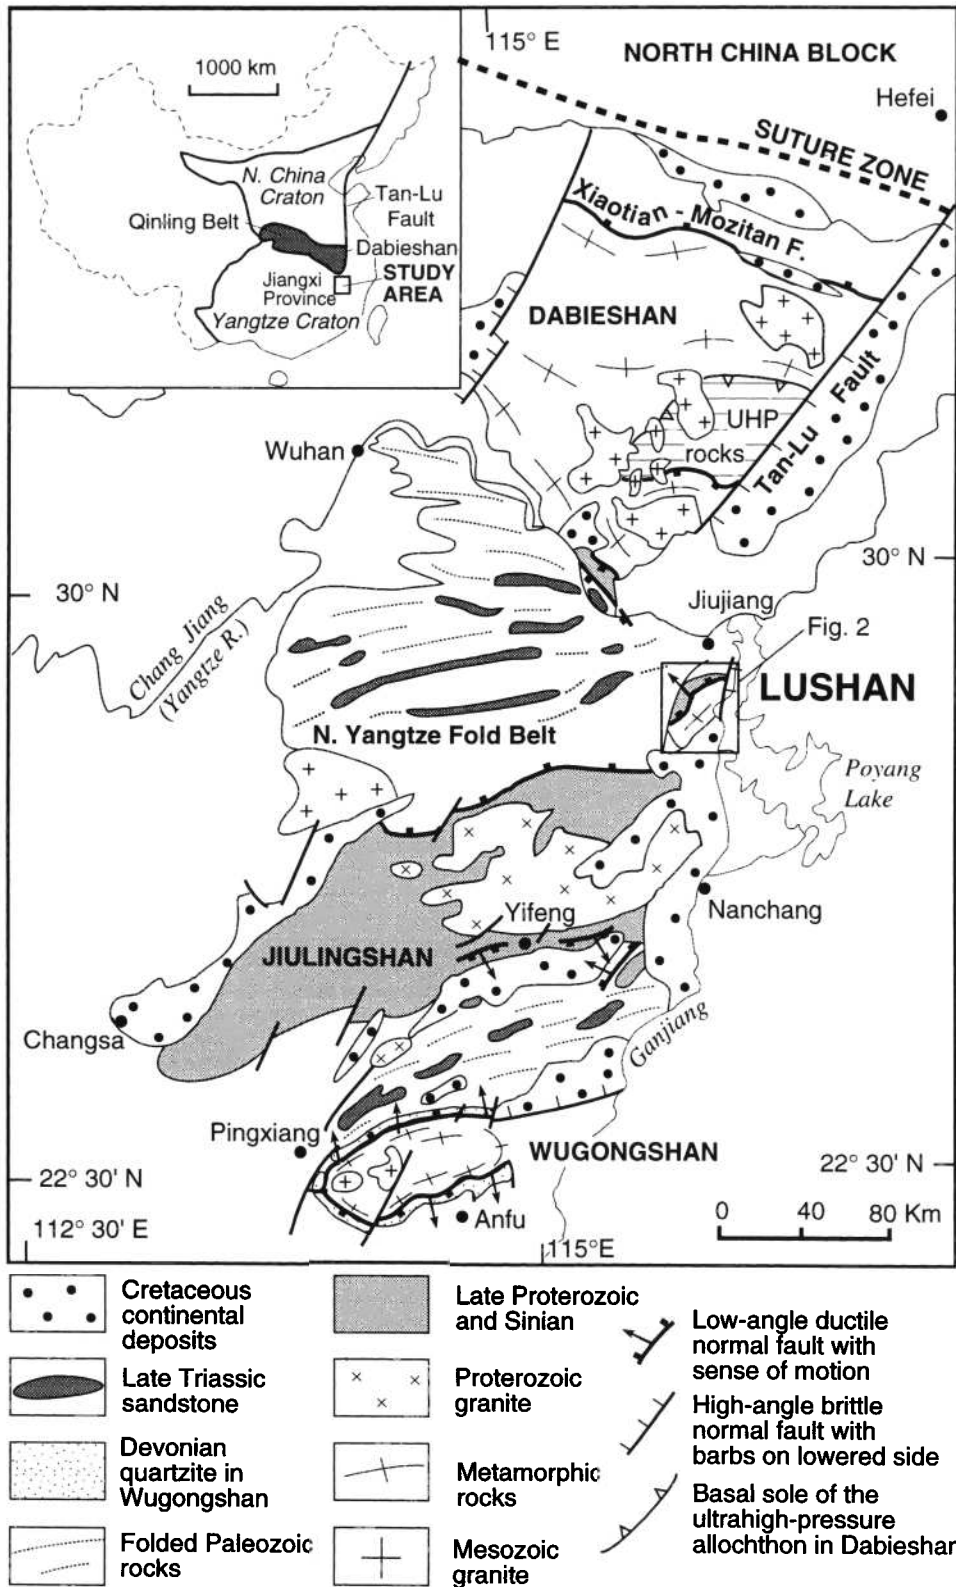 1000 km
N. China
Craton
Qinling Belt
Tan-Lu
Fault
Dabieshan
STUDY
AREA
Jiangxi
Province
Yangtze Craton
115° E
NORTH CHINA BLOCK
Hefei
SUTURE ZONE
Xiaotian - Mozitan F.
DABIESHAN
UHP
rocks
Tan-Lu Fault
Wuhan
30° N
30° N
Chang Jiang
(Yangtze R.)
Jiujiang
Fig. 2
LUSHAN
N. Yangtze Fold Belt
Poyang
Lake
Yifeng
Nanchang
JIULINGSHAN
Changsa
Ganjiang
Pingxiang
WUGONGSHAN
22° 30' N
22° 30' N
Anfu
0 40 80 Km
112° 30' E
115°E
Cretaceous
continental
deposits
Late Triassic
sandstone
Devonian
quartzite in
Wugongshan
Folded Paleozoic
rocks
Late Proterozoic
and Sinian
Proterozoic
granite
Metamorphic
rocks
Mesozoic
granite
Low-angle ductile
normal fault with
sense of motion
High-angle brittle
normal fault with
barbs on lowered side
Basal sole of the
ultrahigh-pressure
allochthon in Dabieshan